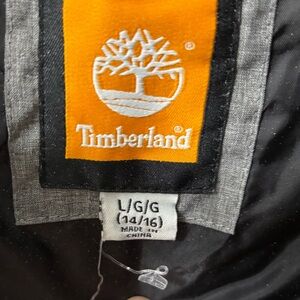 ®
Timberland®
L/G/G
(14/16)
MADE IN
CHINA